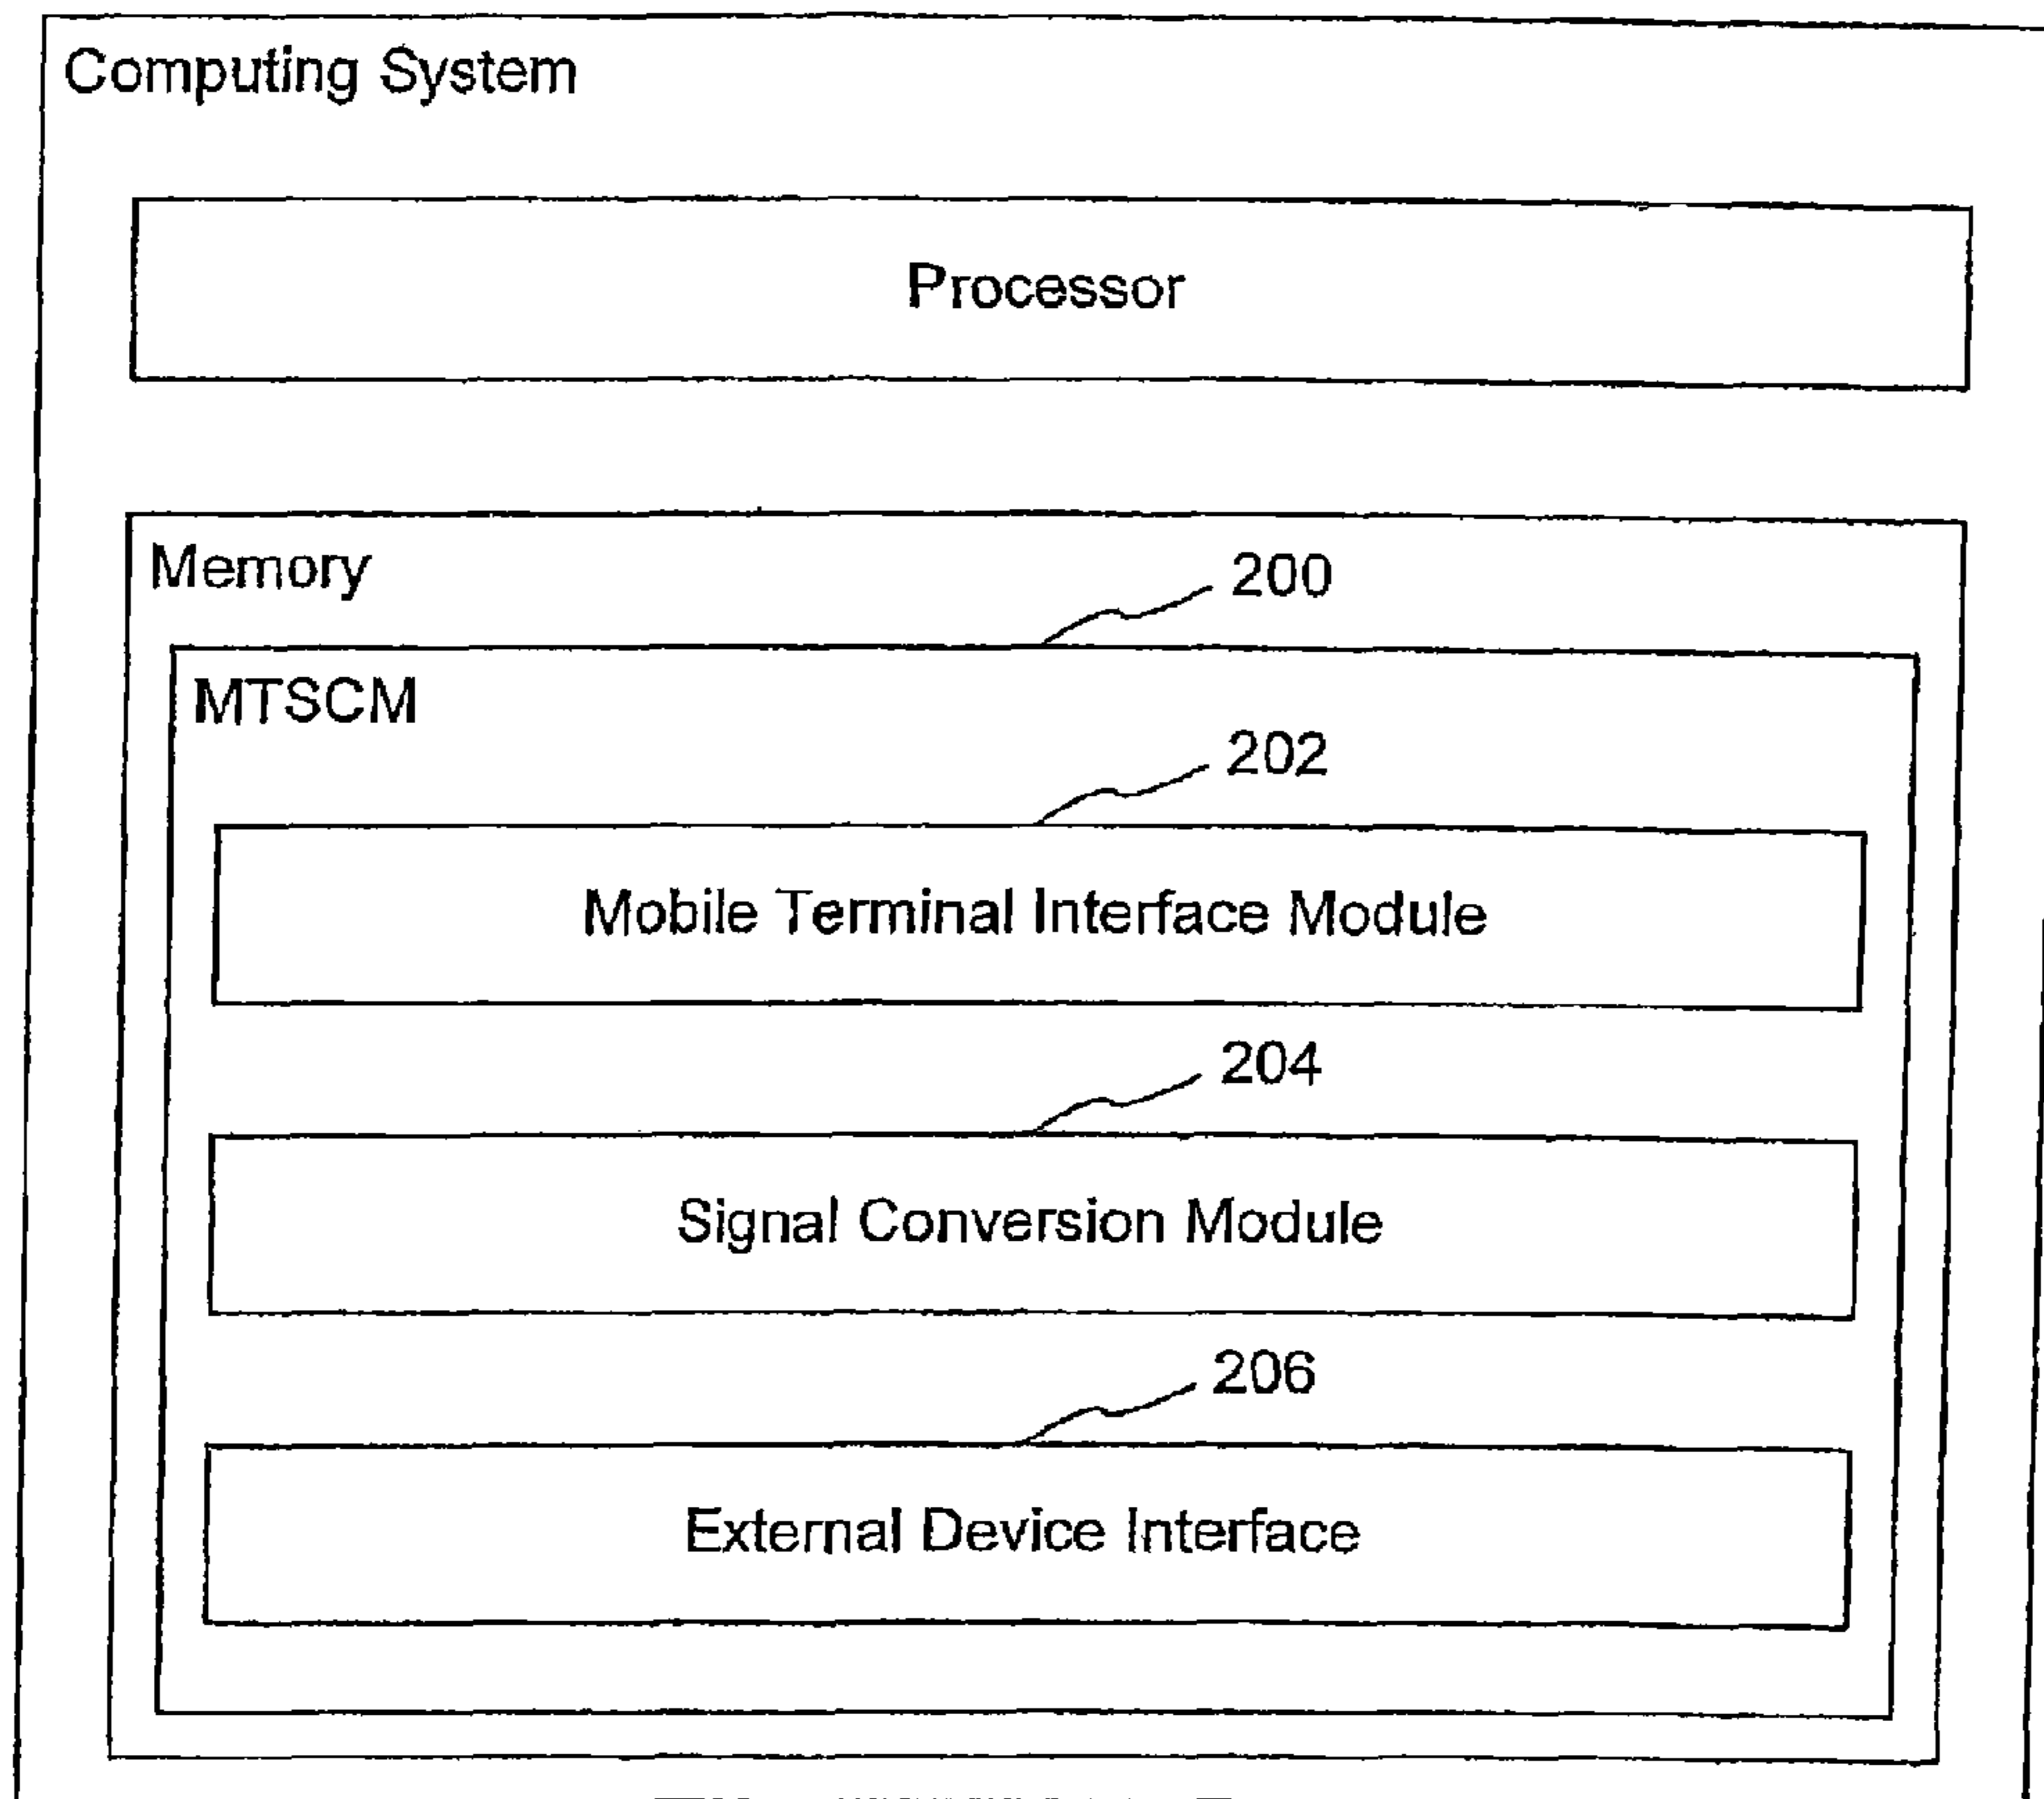 Computing System
Processor
Memory
200
MTSCM
202
Mobile Terminal Interface Module
204
Signal Conversion Module
206
External Device Interface